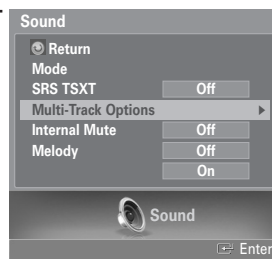 Sound
Return
Mode
SRS TSXT Off
Multi-Track Options
Internal Mute Off
Melody Off
On
Sound
Enter